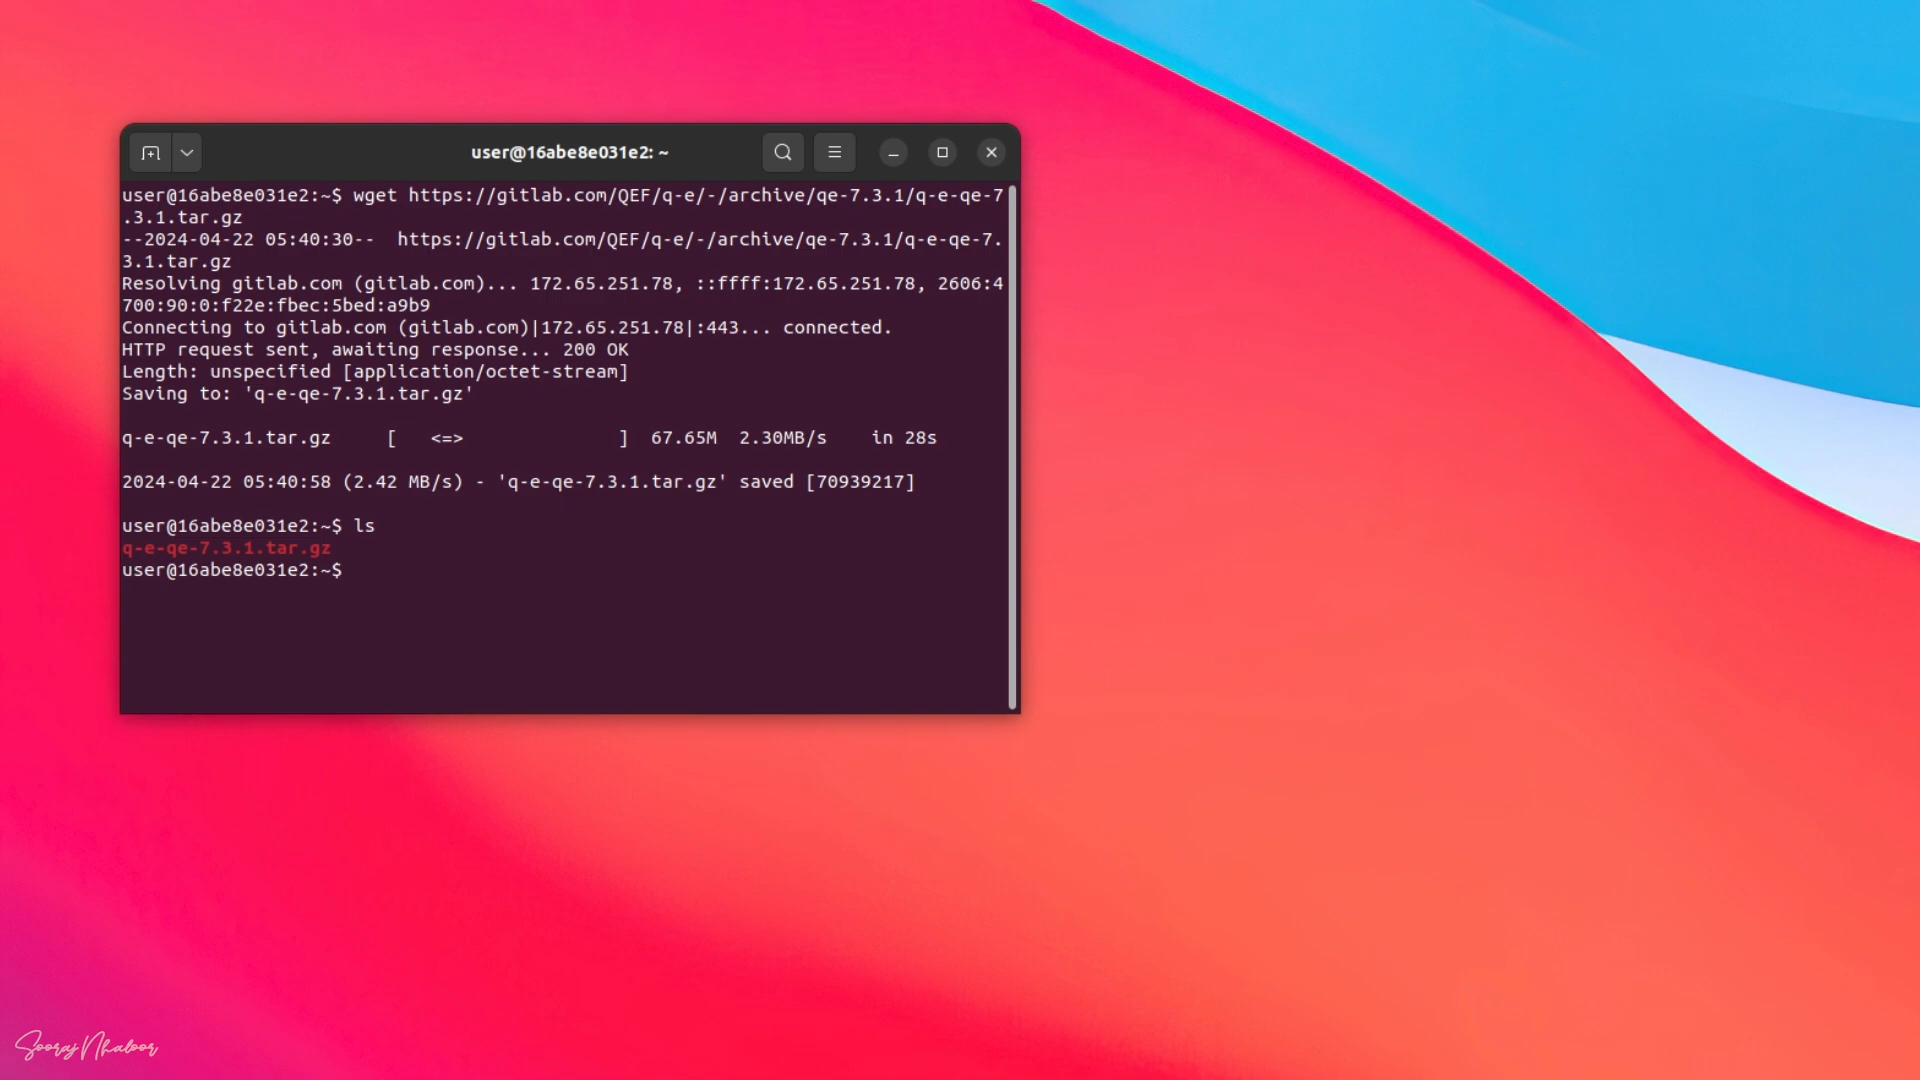 user@16abe8e031e2: ~
user@16abe8e031e2:~$ wget https://gitlab.com/QEF/q-e/-/archive/qe-7.3.1/q-e-qe-7
.3.1.tar.gz
--2024-04-22 05:40:30--  https://gitlab.com/QEF/q-e/-/archive/qe-7.3.1/q-e-qe-7.
3.1.tar.gz
Resolving gitlab.com (gitlab.com)... 172.65.251.78, ::ffff:172.65.251.78, 2606:4
700:90:0:f22e:fbec:5bed:a9b9
Connecting to gitlab.com (gitlab.com)|172.65.251.78|:443... connected.
HTTP request sent, awaiting response... 200 OK
Length: unspecified [application/octet-stream]
Saving to: 'q-e-qe-7.3.1.tar.gz'
q-e-qe-7.3.1.tar.gz     [   <=>              ]  67.65M  2.30MB/s    in 28s
2024-04-22 05:40:58 (2.42 MB/s) - 'q-e-qe-7.3.1.tar.gz' saved [70939217]
user@16abe8e031e2:~$ ls
q-e-qe-7.3.1.tar.gz
user@16abe8e031e2:~$
Sooraj Nhaloor